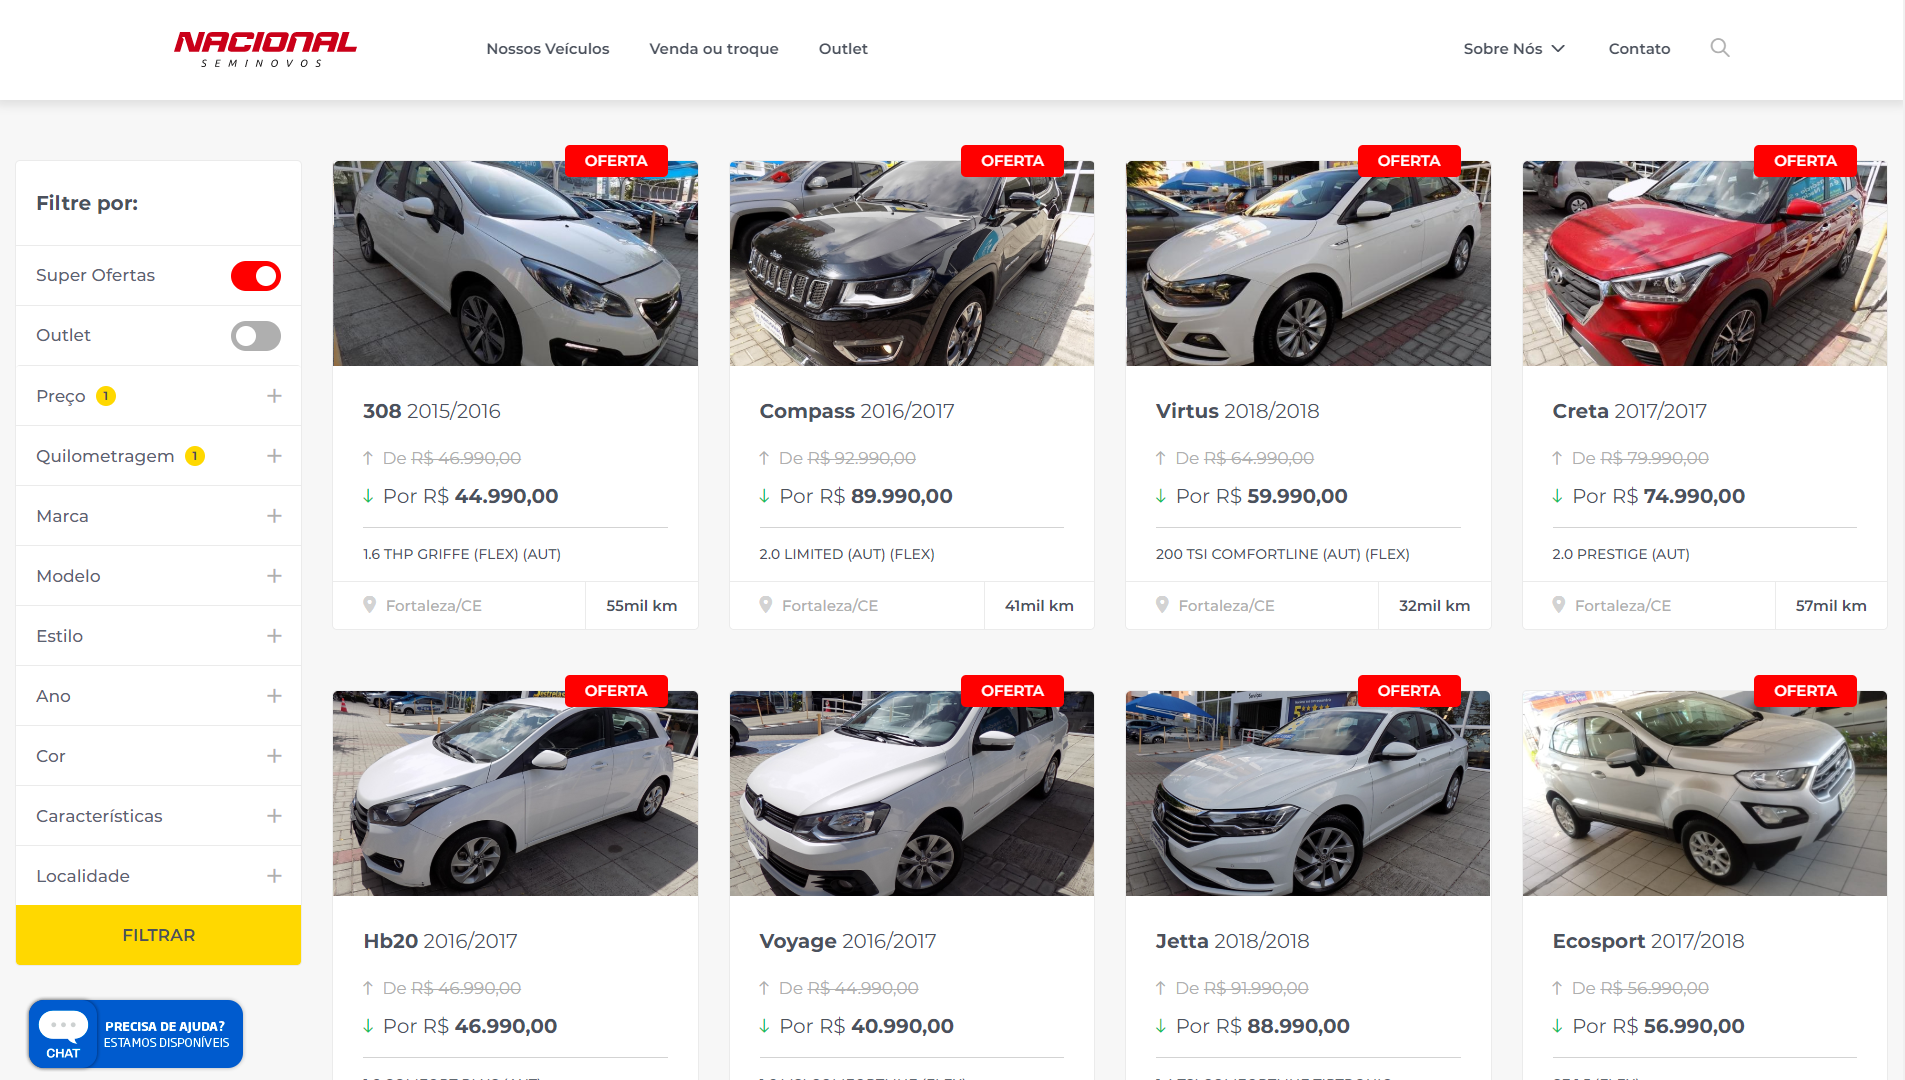 NACIONAL
SEMINOVOS
Nossos Veículos
Venda ou troque
Outlet
Sobre Nós
Contato
Filtre por:
Super Ofertas
Outlet
Preço 1
Quilometragem 1
Marca
Modelo
Estilo
Ano
Cor
Características
Localidade
FILTRAR
CHAT
PRECISA DE AJUDA?
ESTAMOS DISPONÍVEIS
OFERTA
308 2015/2016
De R$ 46.990,00
Por R$ 44.990,00
1.6 THP GRIFFE (FLEX) (AUT)
Fortaleza/CE
55mil km
OFERTA
Compass 2016/2017
De R$ 92.990,00
Por R$ 89.990,00
2.0 LIMITED (AUT) (FLEX)
Fortaleza/CE
41mil km
OFERTA
Virtus 2018/2018
De R$ 64.990,00
Por R$ 59.990,00
200 TSI COMFORTLINE (AUT) (FLEX)
Fortaleza/CE
32mil km
OFERTA
Creta 2017/2017
De R$ 79.990,00
Por R$ 74.990,00
2.0 PRESTIGE (AUT)
Fortaleza/CE
57mil km
OFERTA
Hb20 2016/2017
De R$ 46.990,00
Por R$ 46.990,00
OFERTA
Voyage 2016/2017
De R$ 44.990,00
Por R$ 40.990,00
OFERTA
Jetta 2018/2018
De R$ 91.990,00
Por R$ 88.990,00
OFERTA
Ecosport 2017/2018
De R$ 56.990,00
Por R$ 56.990,00